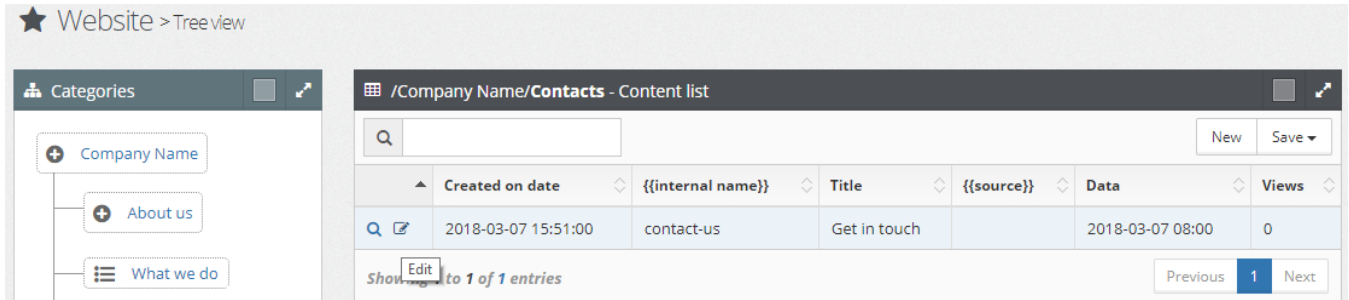 Website > Tree view
Categories
/Company Name/Contacts - Content list
New Save
Company Name
Created on date {{internal name}} Title {{source}} Data Views
About us
2018-03-07 15:51:00 contact-us Get in touch 2018-03-07 08:00 0
What we do
Edit
to 1 of 1 entries
Previous 1 Next